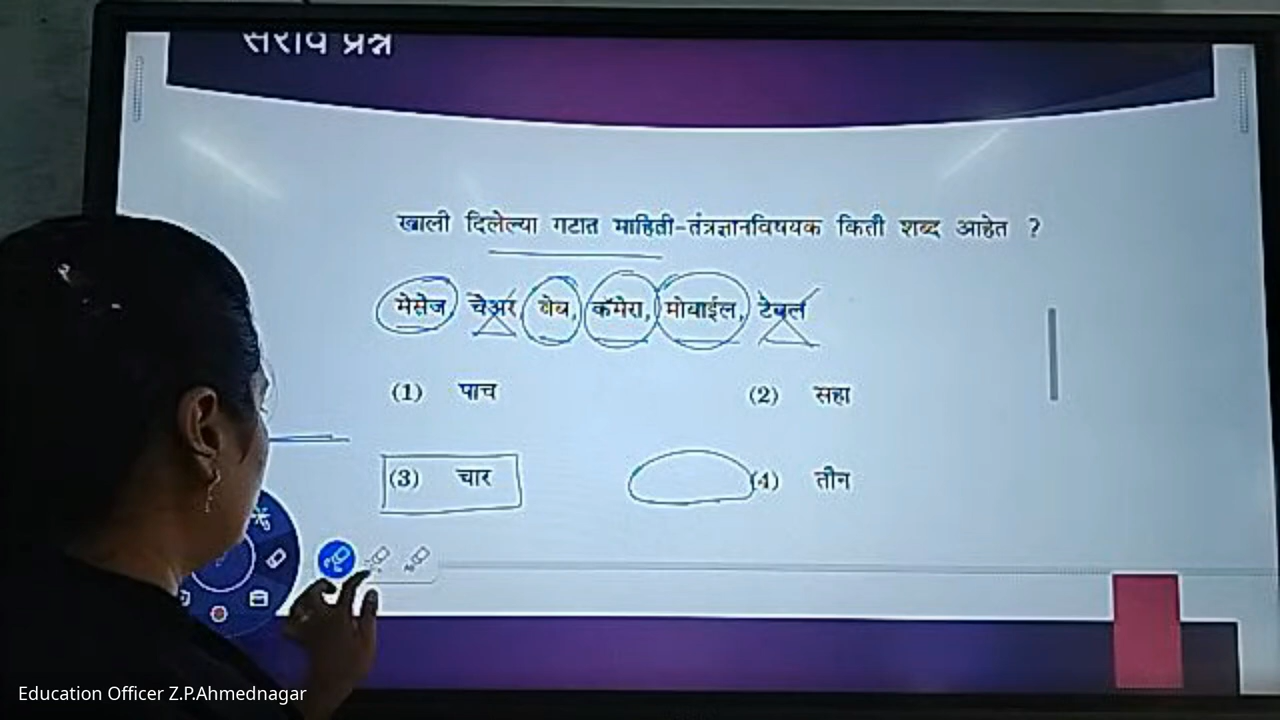 सराव प्रश्न
खाली दिलेल्या गटात माहिती-तंत्रज्ञानविषयक किती शब्द आहेत ?
मेसेज चेअर, वेब, कॅमेरा, मोबाईल, टेबल
(1) पाच (2) सहा
(3) चार (4) तीन
Education Officer Z.P.Ahmednagar